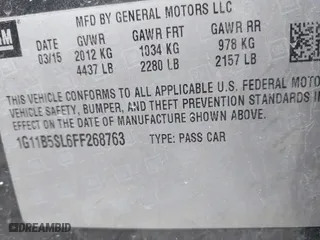 MFD BY GENERAL MOTORS LLC
DATE GVWR GAWR FRT GAWR RR
03/15 2012 KG 1034 KG 978 KG
4437 LB 2280 LB 2157 LB
THIS VEHICLE CONFORMS TO ALL APPLICABLE U.S. FEDERAL MOTOR
VEHICLE SAFETY, BUMPER, AND THEFT PREVENTION STANDARDS IN
EFFECT ON THE DATE OF MANUFACTURE SHOWN ABOVE.
1G11B5SL6FF268763 TYPE: PASS CAR